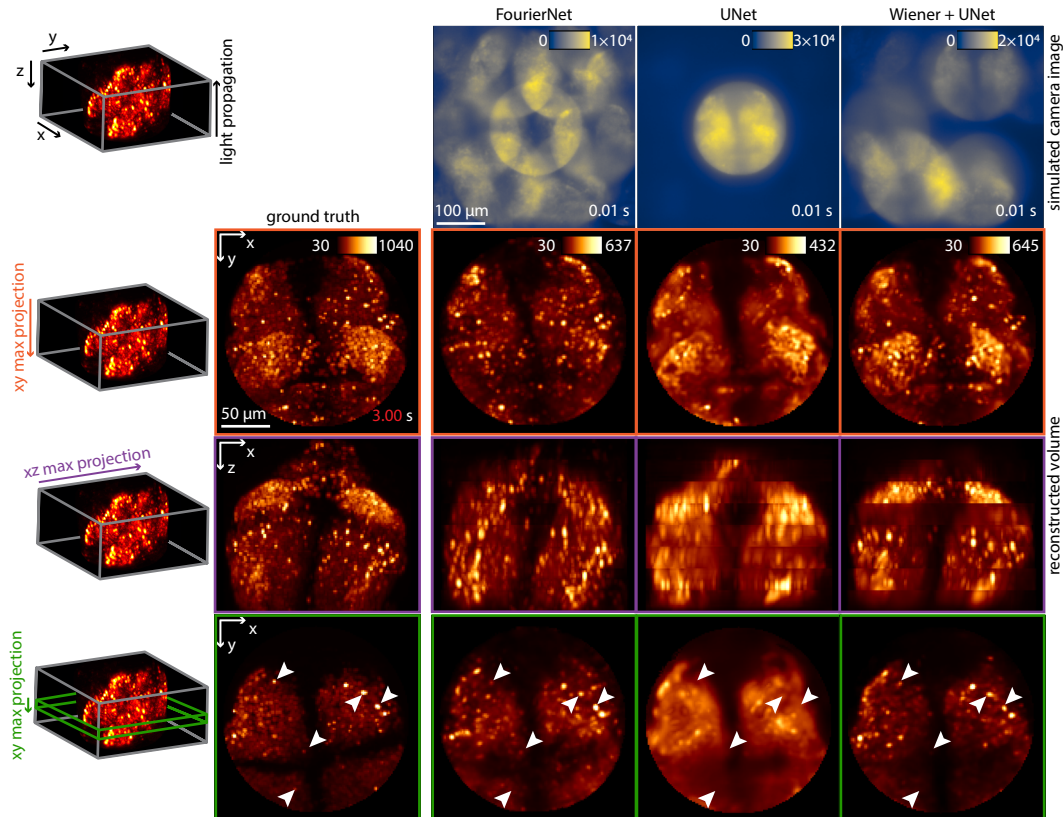 FourierNet
UNet
Wiener + UNet
y
z
x
light propagation
0 1×10⁴
0 3×10⁴
0 2×10⁴
100 µm
0.01 s
0.01 s
0.01 s
simulated camera image
ground truth
xy max projection
x
y
30 1040
50 µm
3.00 s
30 637
30 432
30 645
xz max projection
x
z
reconstructed volume
xy max projection
x
y